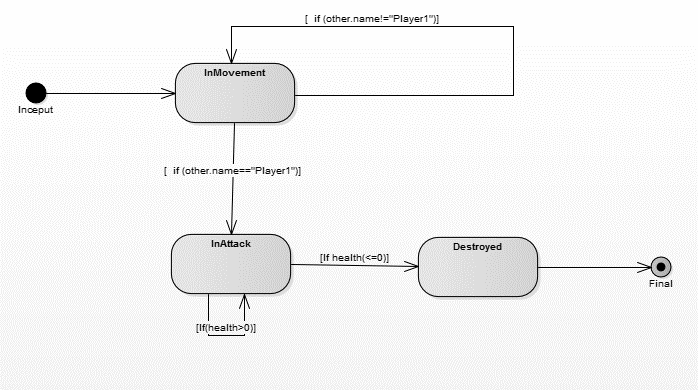 [  if (other.name!="Player1")]
InMovement
Inceput
[  if (other.name=="Player1")]
InAttack
[If health(<=0)]
Destroyed
Final
[If(health>0)]